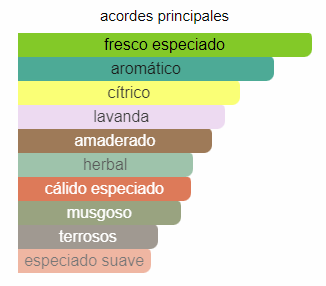 acordes principales
fresco especiado
aromático
cítrico
lavanda
amaderado
herbal
cálido especiado
musgoso
terrosos
especiado suave